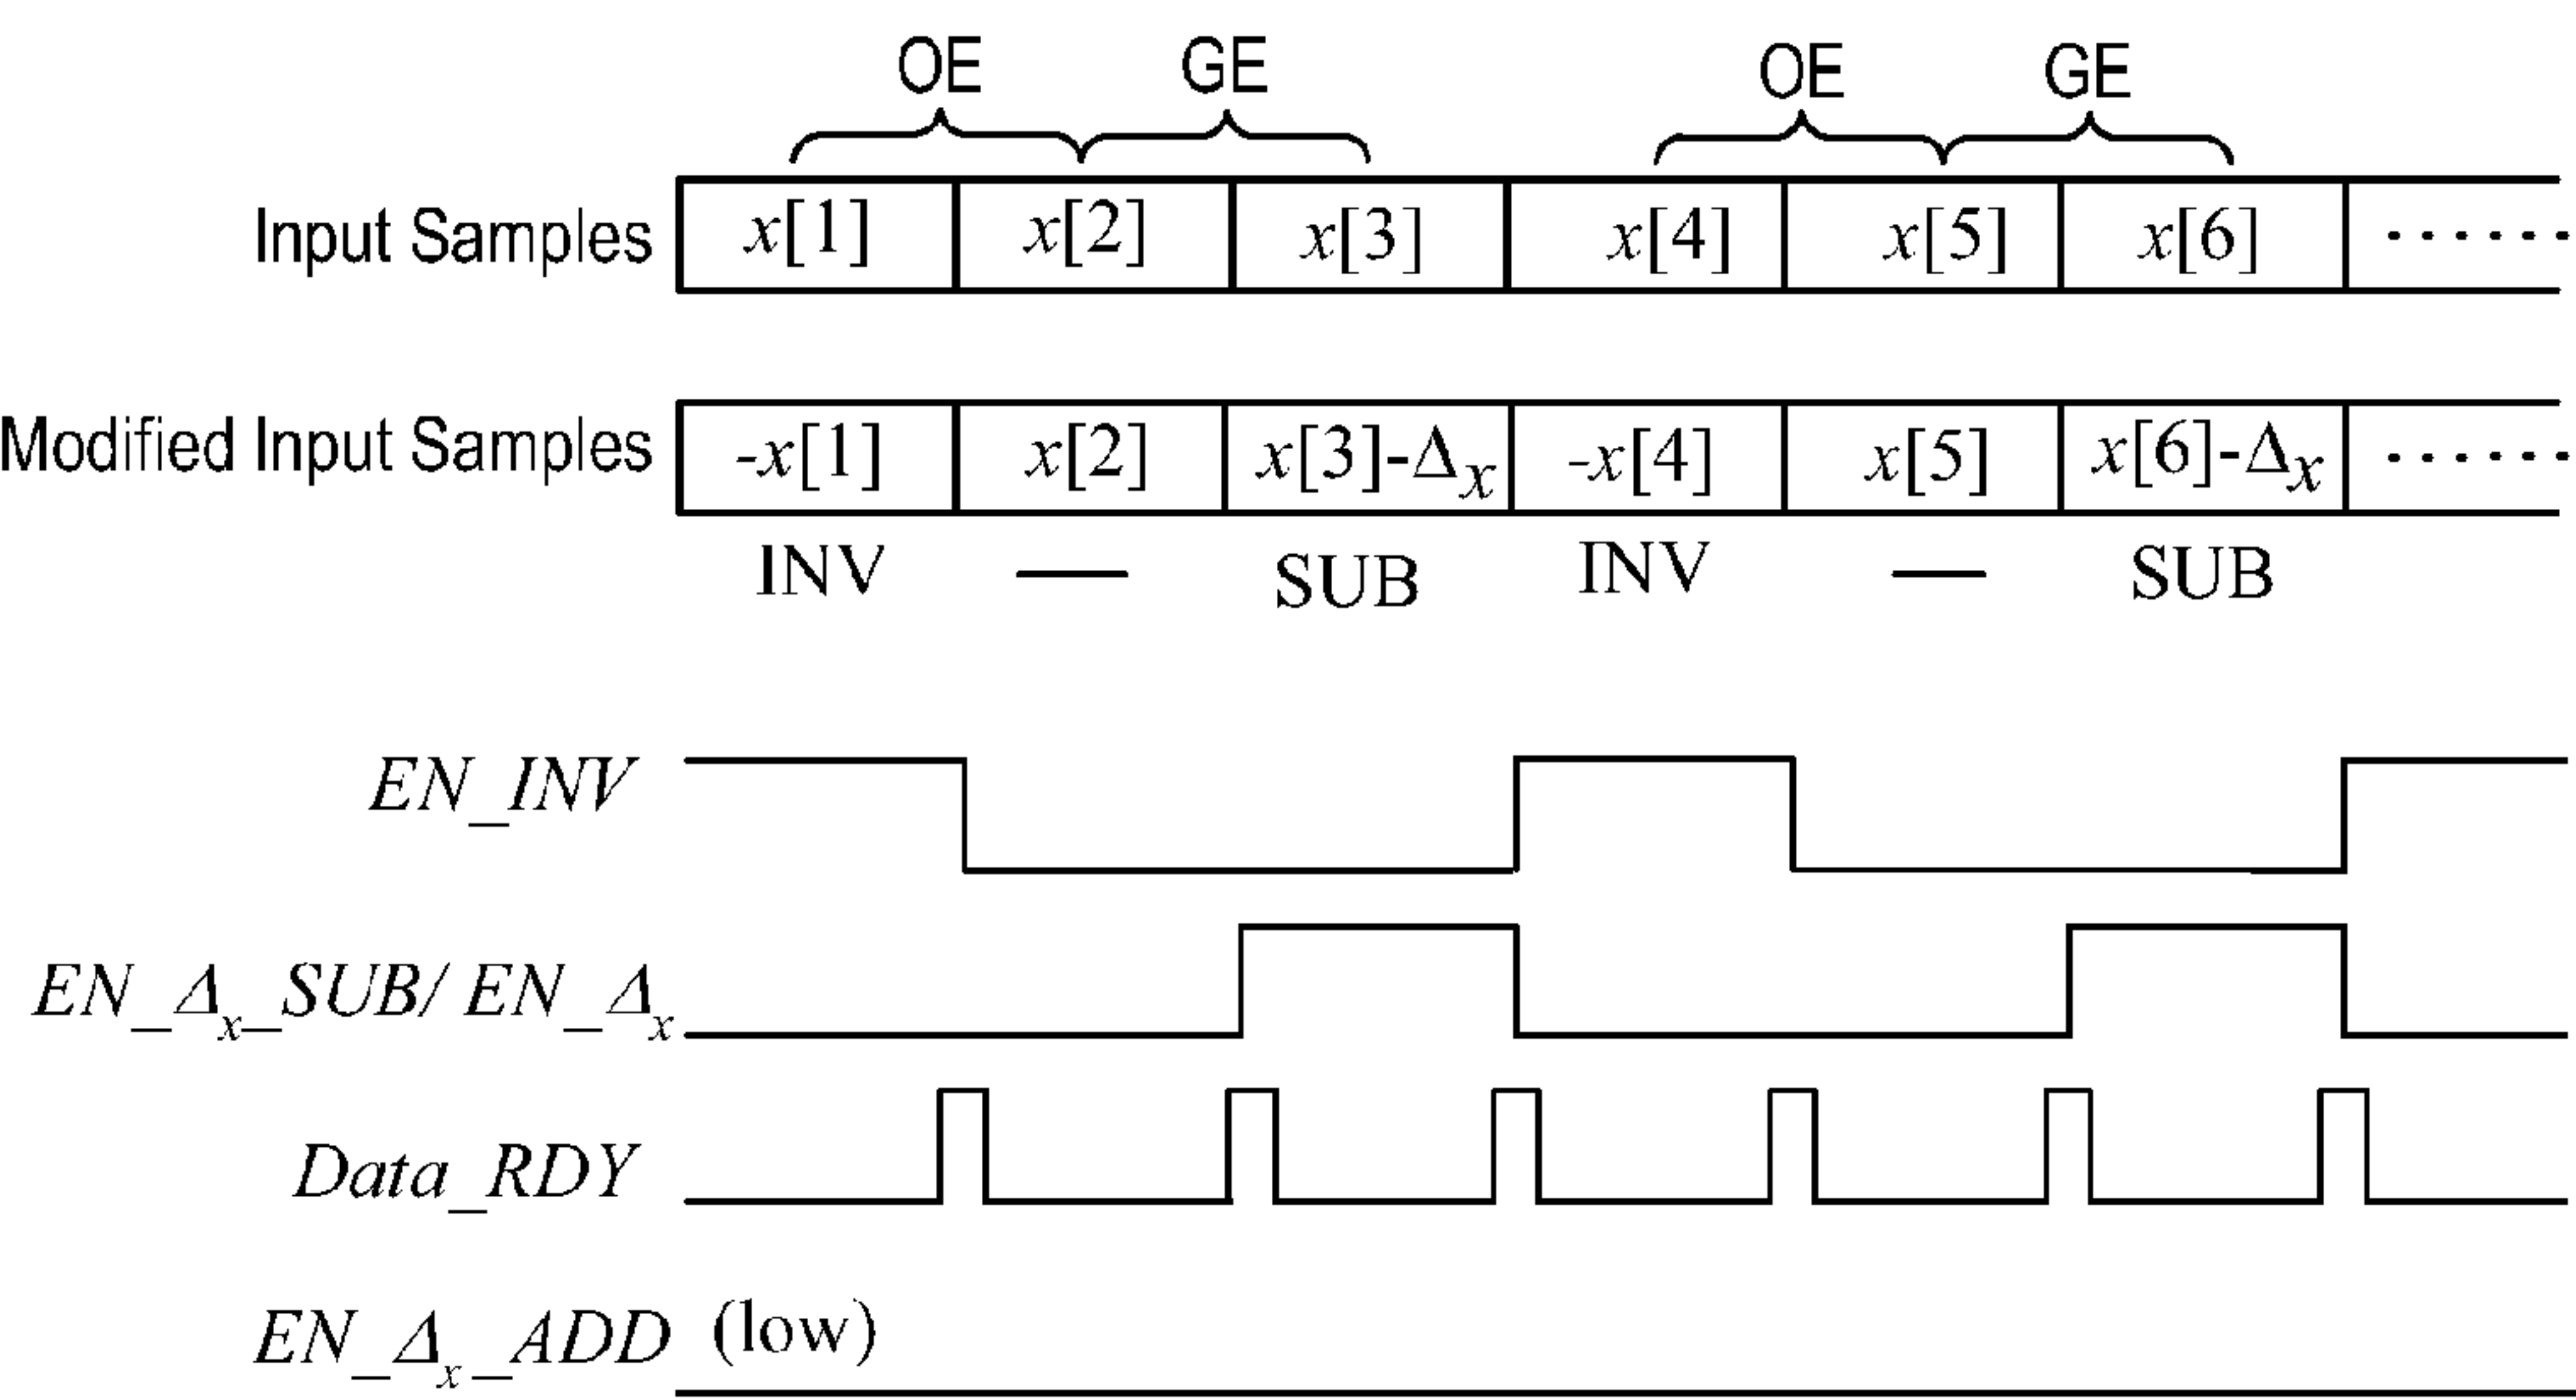 OE GE OE GE
Input Samples x[1] x[2] x[3] x[4] x[5] x[6] ······
Modified Input Samples -x[1] x[2] x[3]-Δx -x[4] x[5] x[6]-Δx ······
INV — SUB INV — SUB
EN_INV
EN_Δx_SUB/ EN_Δx
Data_RDY
EN_Δx_ADD (low)